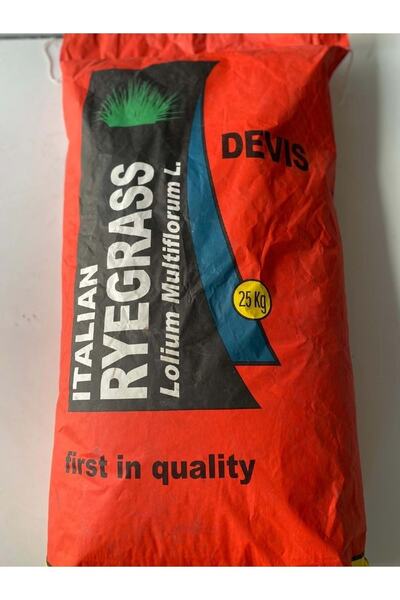 DEVIS
ITALIAN
RYEGRASS
Lolium Multiflorum L.
25 Kg
first in quality